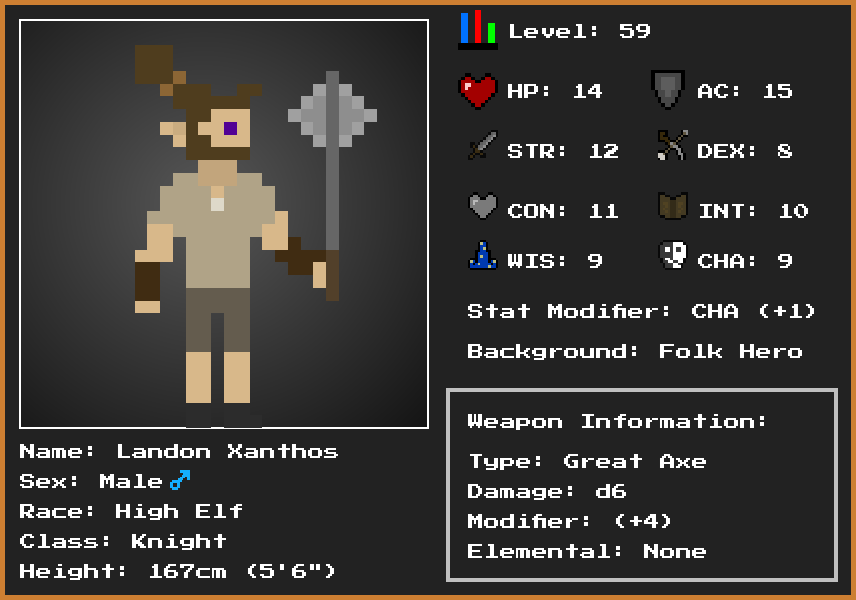 Level: 59
HP: 14 AC: 15
STR: 12 DEX: 8
CON: 11 INT: 10
WIS: 9 CHA: 9
Stat Modifier: CHA (+1)
Background: Folk Hero
Weapon Information:
Type: Great Axe
Damage: d6
Modifier: (+4)
Elemental: None
Name: Landon Xanthos
Sex: Male ♂
Race: High Elf
Class: Knight
Height: 167cm (5'6")